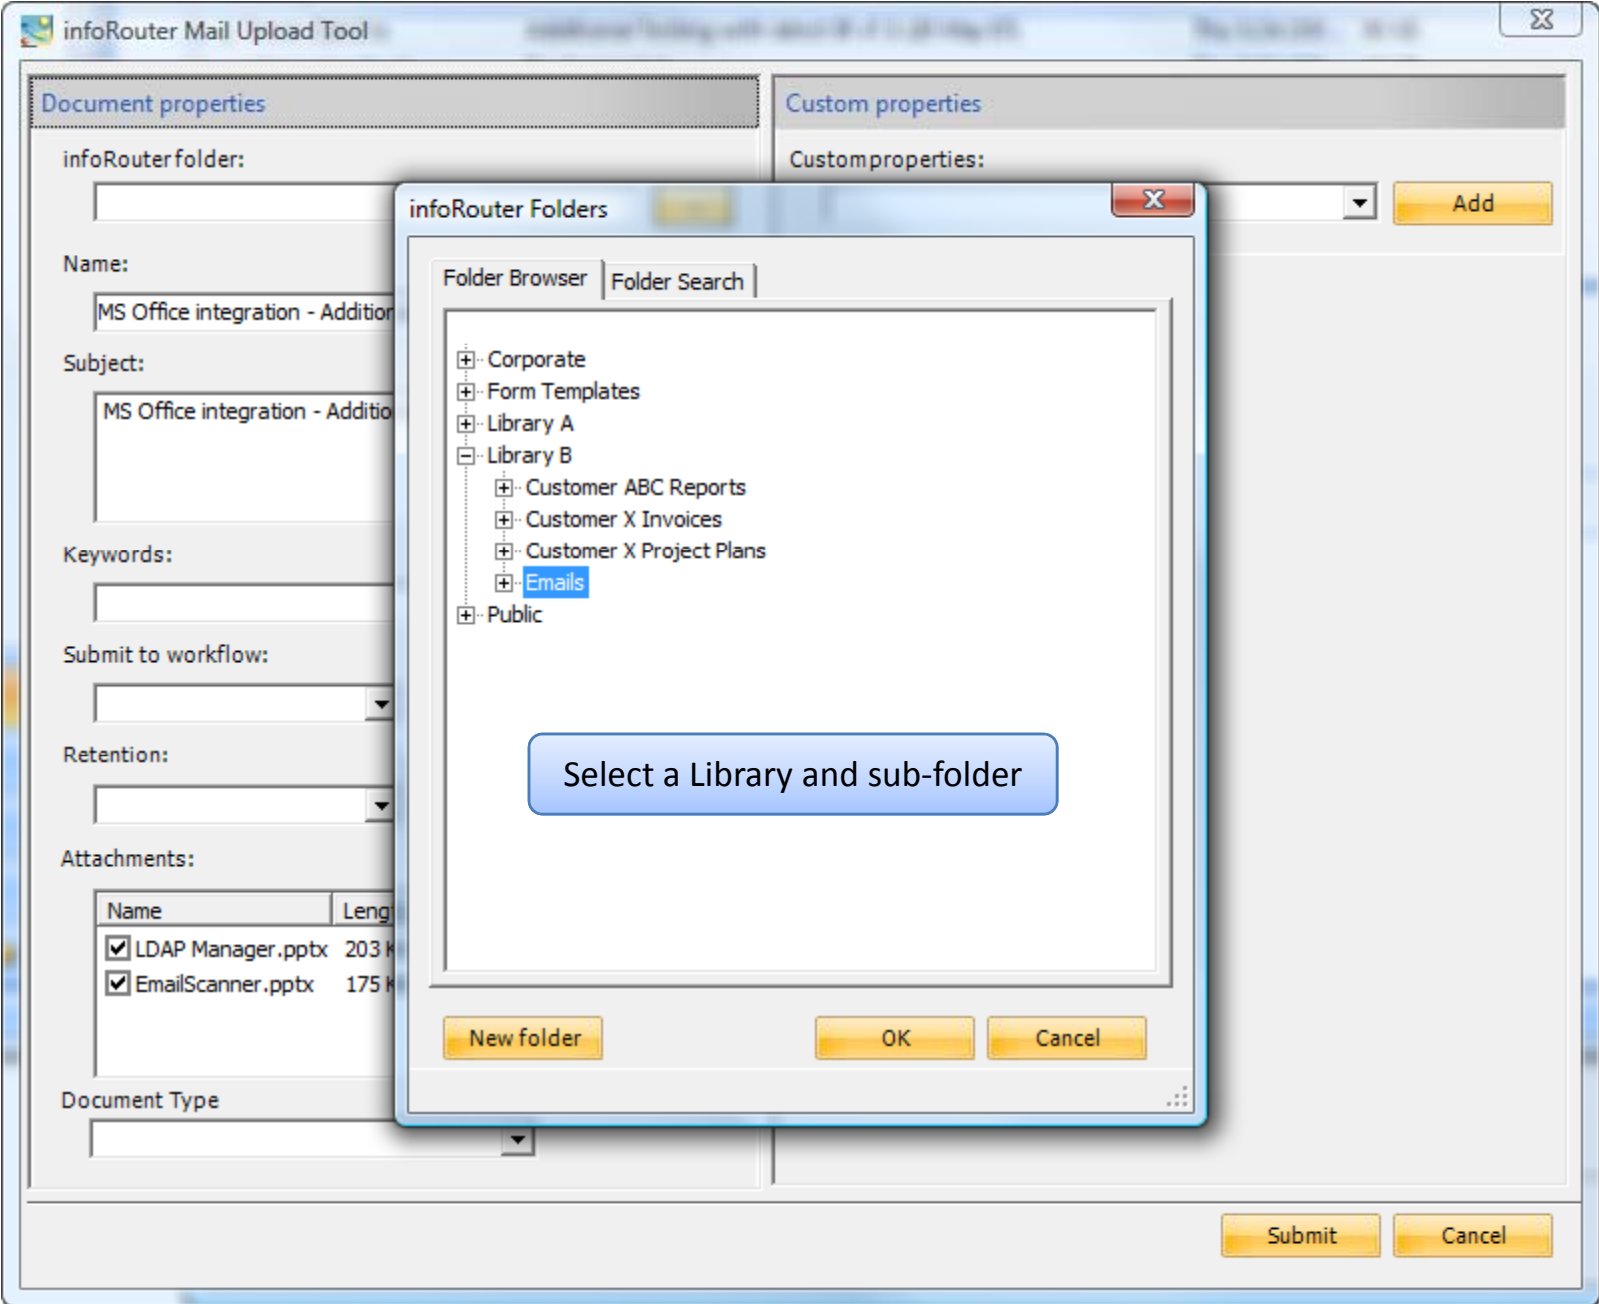 infoRouter Mail Upload Tool
Document properties
Custom properties
infoRouter folder:
Custom properties:
Add
infoRouter Folders
Folder Browser
Folder Search
Corporate
Form Templates
Library A
Library B
Customer ABC Reports
Customer X Invoices
Customer X Project Plans
Emails
Public
Select a Library and sub-folder
New folder
OK
Cancel
Name:
MS Office integration - Addition
Subject:
MS Office integration - Additio
Keywords:
Submit to workflow:
Retention:
Attachments:
Name Leng
LDAP Manager.pptx 203 K
EmailScanner.pptx 175 K
Document Type
Submit
Cancel